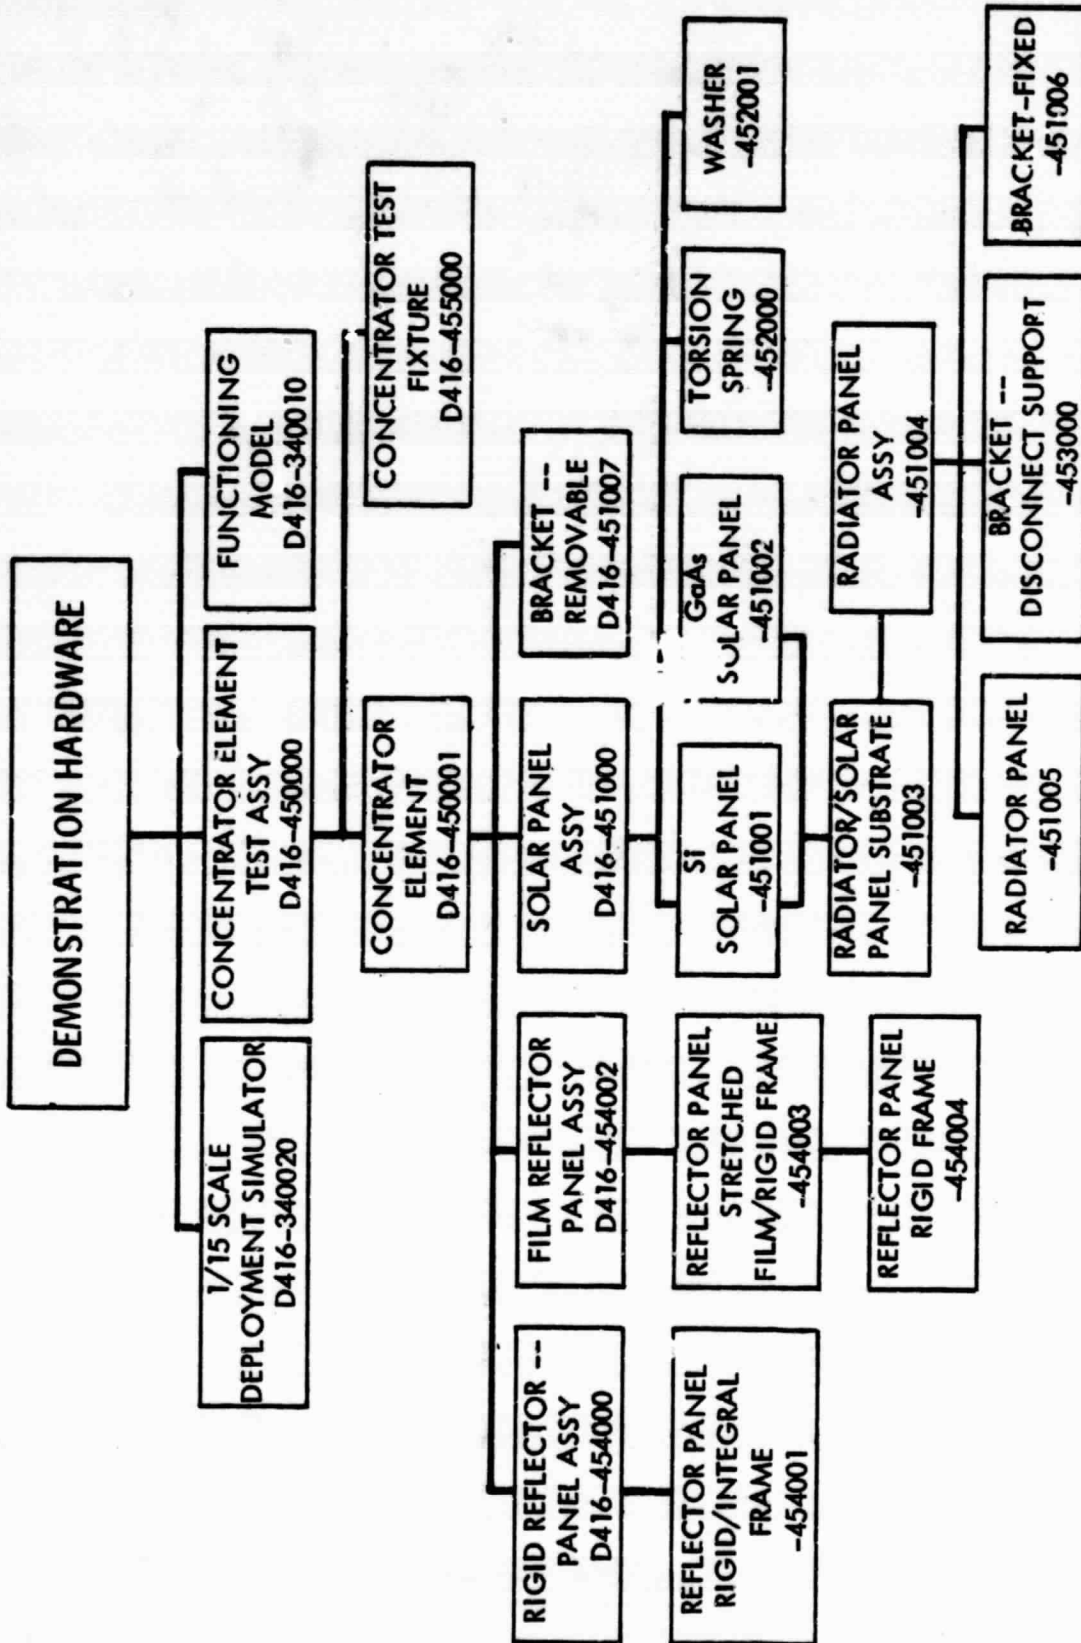 DEMONSTRATION HARDWARE
1/15 SCALE
DEPLOYMENT SIMULATOR
D416-340020
CONCENTRATOR ELEMENT
TEST ASSY
D416-450000
FUNCTIONING
MODEL
D416-340010
CONCENTRATOR
ELEMENT
D416-450001
CONCENTRATOR TEST
FIXTURE
D416-455000
RIGID REFLECTOR --
PANEL ASSY
D416-454000
FILM REFLECTOR
PANEL ASSY
D416-454002
SOLAR PANEL
ASSY
D416-451000
BRACKET --
REMOVABLE
D416-451007
REFLECTOR PANEL
RIGID/INTEGRAL
FRAME
-454001
REFLECTOR PANEL
STRETCHED
FILM/RIGID FRAME
-454003
Si
SOLAR PANEL
-451001
GaAs
SOLAR PANEL
-451002
TORSION
SPRING
-452000
WASHER
-452001
REFLECTOR PANEL
RIGID FRAME
-454004
RADIATOR/SOLAR
PANEL SUBSTRATE
-451003
RADIATOR PANEL
ASSY
-451004
RADIATOR PANEL
-451005
BRACKET --
DISCONNECT SUPPORT
-453000
BRACKET-FIXED
-451006